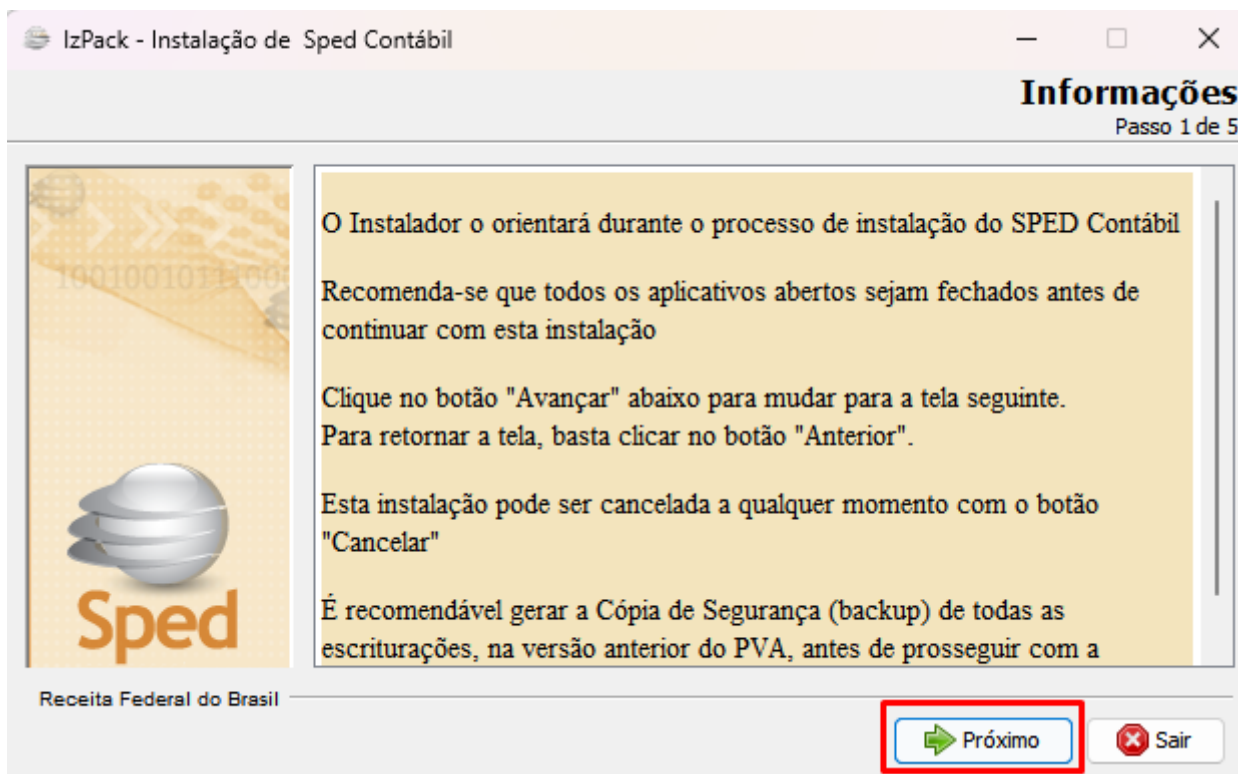 IzPack - Instalação de Sped Contábil
Informações
Passo 1 de 5
O Instalador o orientará durante o processo de instalação do SPED Contábil
Recomenda-se que todos os aplicativos abertos sejam fechados antes de
continuar com esta instalação
Clique no botão "Avançar" abaixo para mudar para a tela seguinte.
Para retornar a tela, basta clicar no botão "Anterior".
Esta instalação pode ser cancelada a qualquer momento com o botão
"Cancelar"
É recomendável gerar a Cópia de Segurança (backup) de todas as
escriturações, na versão anterior do PVA, antes de prosseguir com a
Sped
Receita Federal do Brasil
Próximo
Sair